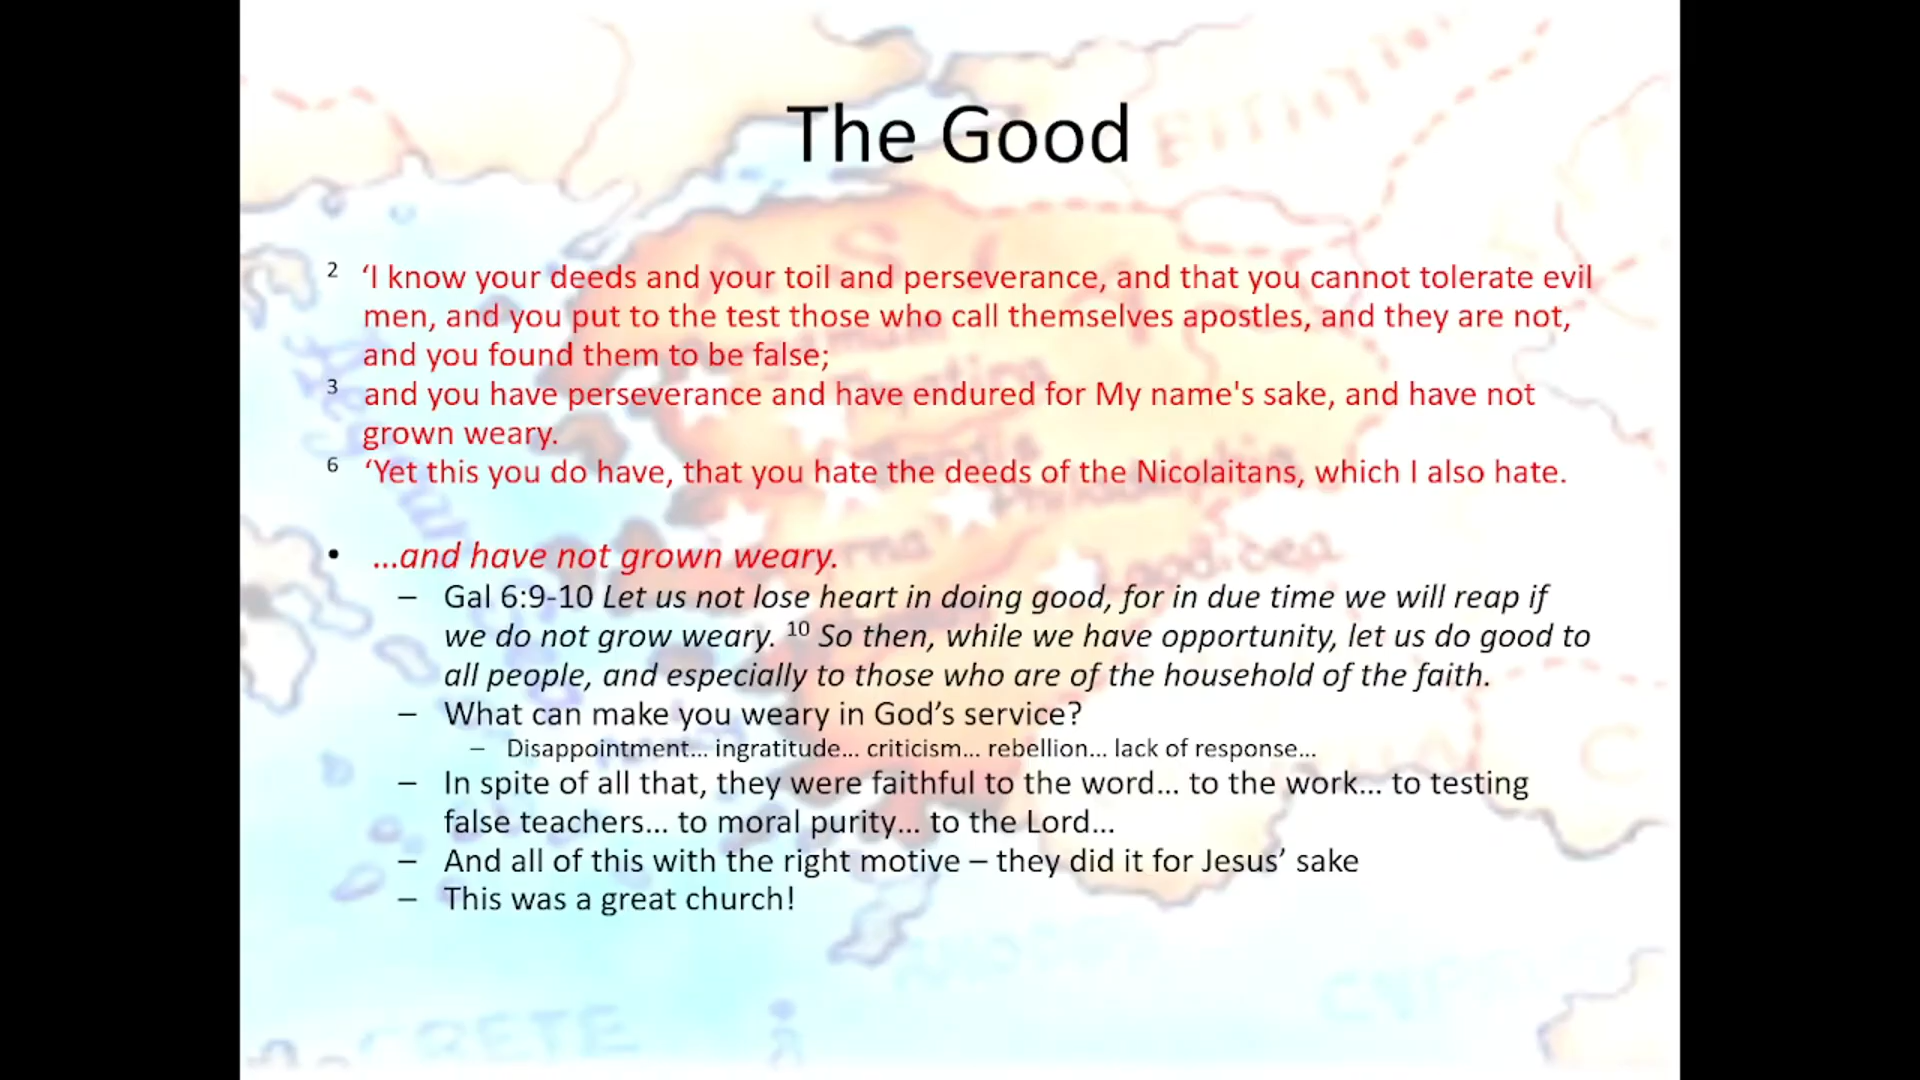 The Good
2 ‘I know your deeds and your toil and perseverance, and that you cannot tolerate evil
men, and you put to the test those who call themselves apostles, and they are not,
and you found them to be false;
3 and you have perseverance and have endured for My name's sake, and have not
grown weary.
6 ‘Yet this you do have, that you hate the deeds of the Nicolaitans, which I also hate.
• ...and have not grown weary.
– Gal 6:9-10 Let us not lose heart in doing good, for in due time we will reap if
we do not grow weary. 10 So then, while we have opportunity, let us do good to
all people, and especially to those who are of the household of the faith.
– What can make you weary in God’s service?
– Disappointment... ingratitude... criticism... rebellion... lack of response...
– In spite of all that, they were faithful to the word... to the work... to testing
false teachers... to moral purity... to the Lord...
– And all of this with the right motive – they did it for Jesus’ sake
– This was a great church!
ASIA
CRETE